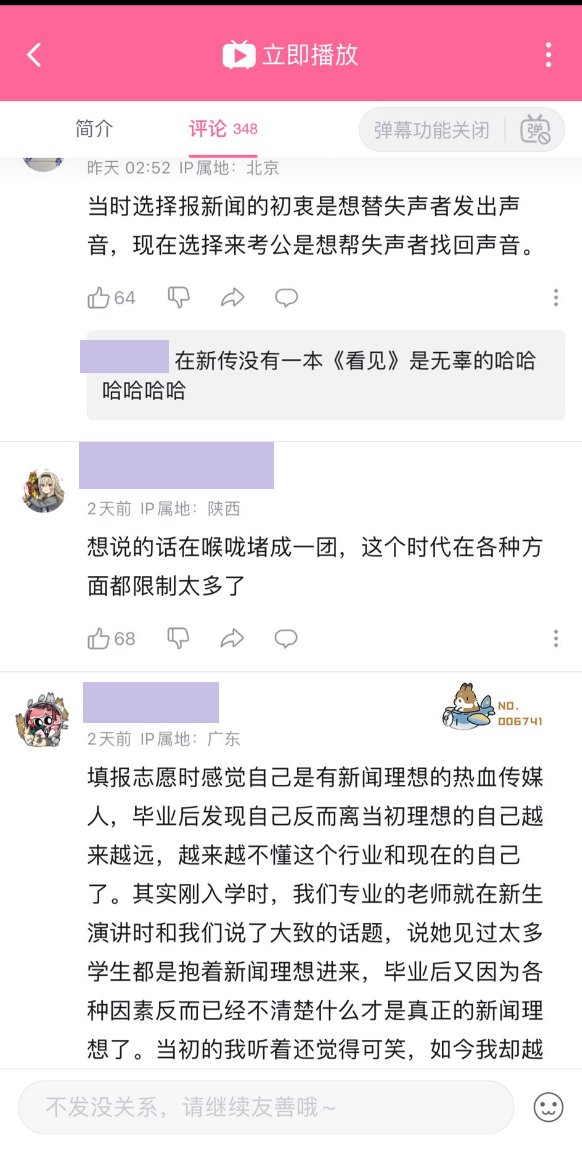 立即播放
简介
评论 348
弹幕功能关闭
弹
昨天 02:52 IP属地：北京
当时选择报新闻的初衷是想替失声者发出声
音，现在选择来考公是想帮失声者找回声音。
64
在新传没有一本《看见》是无辜的哈哈
哈哈哈哈
2天前 IP属地：陕西
想说的话在喉咙堵成一团，这个时代在各种方
面都限制太多了
68
NO.
006741
2天前 IP属地：广东
填报志愿时感觉自己是有新闻理想的热血传媒
人，毕业后发现自己反而离当初理想的自己越
来越远，越来越不懂这个行业和现在的自己
了。其实刚入学时，我们专业的老师就在新生
演讲时和我们说了大致的话题，说她见过太多
学生都是抱着新闻理想进来，毕业后又因为各
种因素反而已经不清楚什么才是真正的新闻理
想了。当初的我听着还觉得可笑，如今我却越
不发没关系，请继续友善哦~